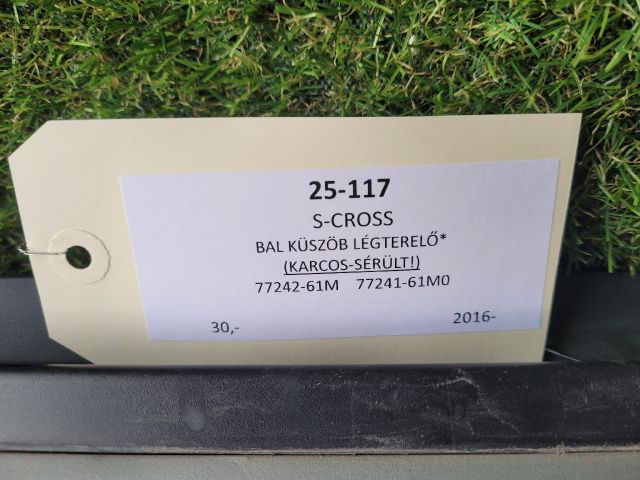 25-117
S-CROSS
BAL KÜSZÖB LÉGTERELŐ*
(KARCOS-SÉRÜLT!)
77242-61M 77241-61M0
30,- 2016-